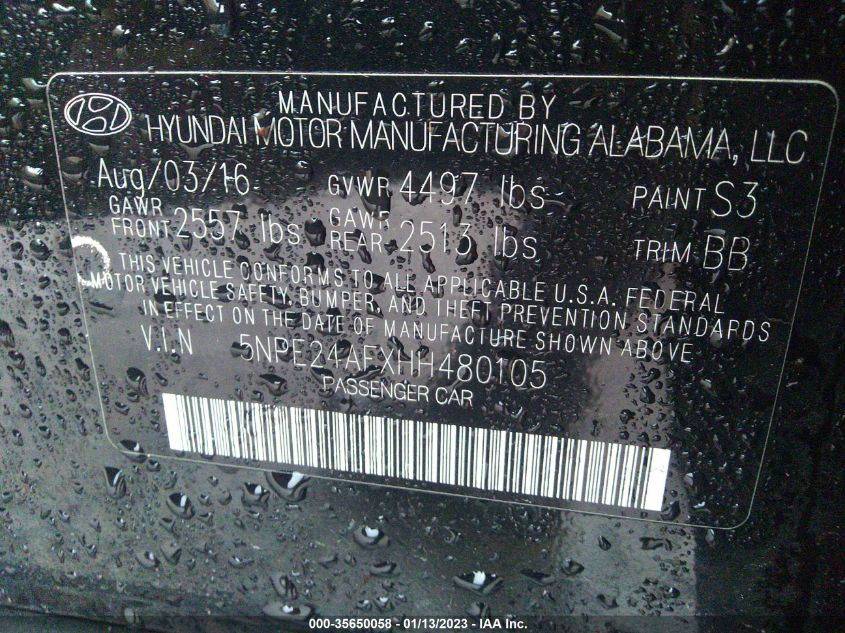 MANUFACTURED BY
HYUNDAI MOTOR MANUFACTURING ALABAMA, LLC
Aug/03/16 GVWR 4497 lbs PAINT S3
GAWR FRONT 2557 lbs GAWR REAR 2513 lbs TRIM BB
THIS VEHICLE CONFORMS TO ALL APPLICABLE U.S.A. FEDERAL
MOTOR VEHICLE SAFETY, BUMPER, AND THEFT PREVENTION STANDARDS
IN EFFECT ON THE DATE OF MANUFACTURE SHOWN ABOVE
V.I.N 5NPE24AFXHH480105
PASSENGER CAR
000-35650058 - 01/13/2023 - IAA Inc.